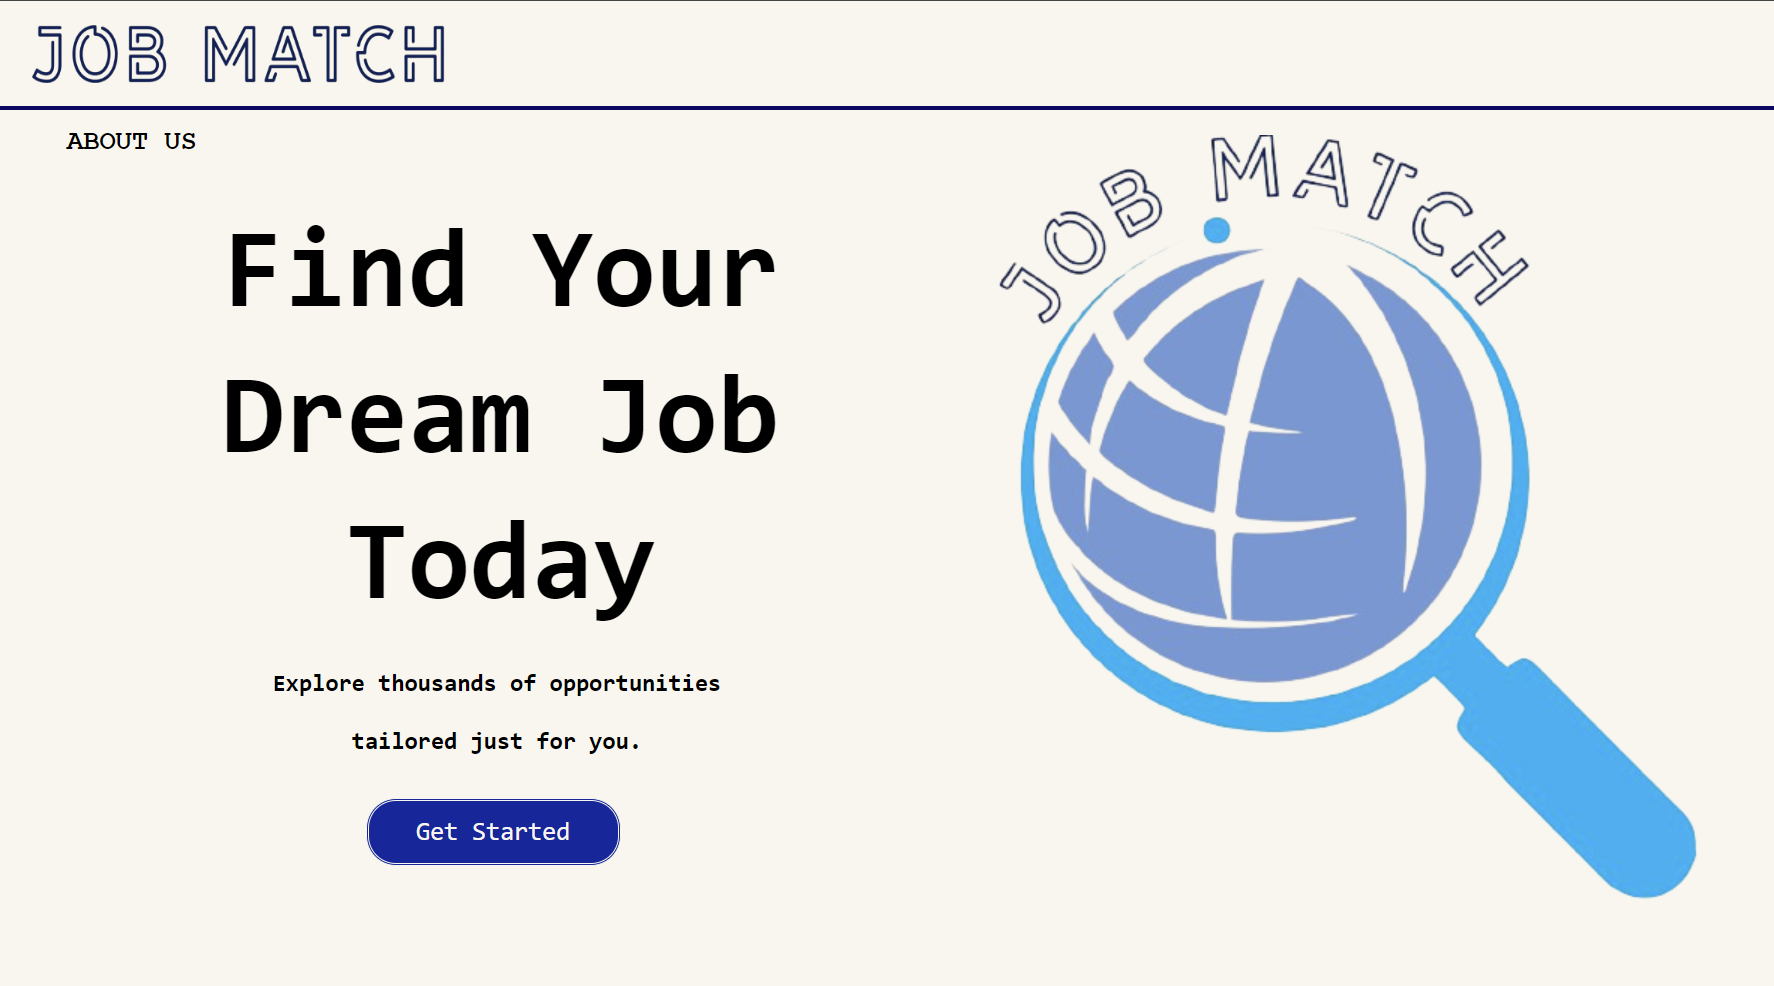 JOB MATCH
ABOUT US
JOB MATCH
Find Your
Dream Job
Today
Explore thousands of opportunities
tailored just for you.
Get Started